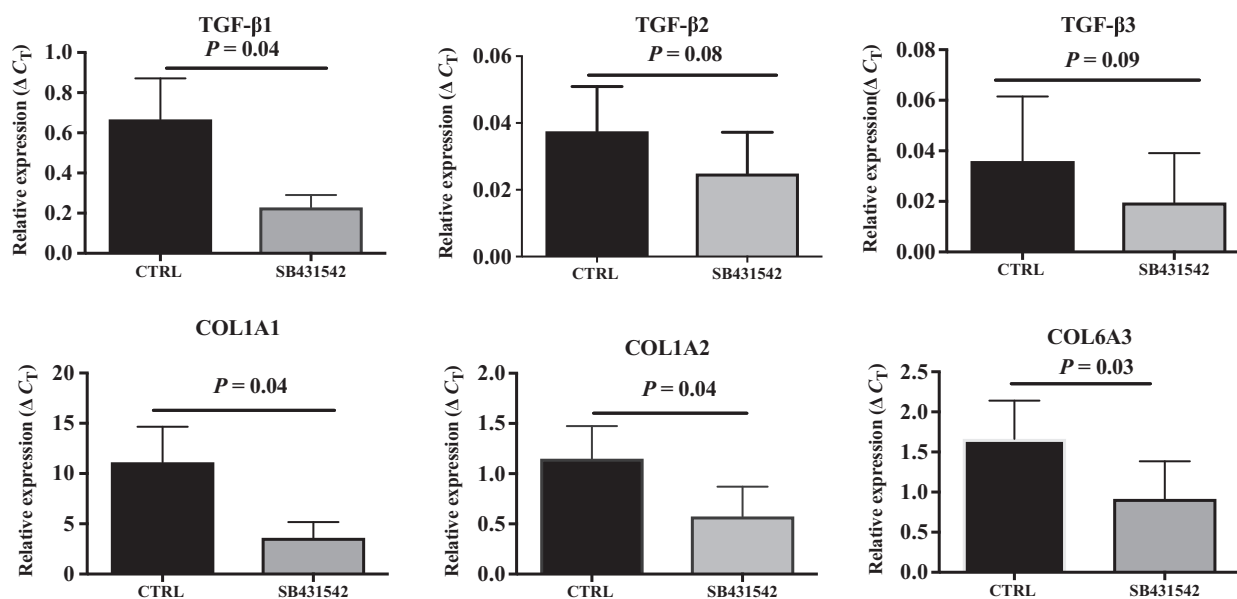 TGF-β1
P = 0.04
Relative expression (Δ CT)
1.0
0.8
0.6
0.4
0.2
0.0
CTRL
SB431542
TGF-β2
P = 0.08
Relative expression (Δ CT)
0.06
0.04
0.02
0.00
CTRL
SB431542
TGF-β3
P = 0.09
Relative expression(Δ CT)
0.08
0.06
0.04
0.02
0.00
CTRL
SB431542
COL1A1
P = 0.04
Relative expression (Δ CT)
20
15
10
5
0
CTRL
SB431542
COL1A2
P = 0.04
Relative expression (Δ CT)
2.0
1.5
1.0
0.5
0.0
CTRL
SB431542
COL6A3
P = 0.03
Relative expression (Δ CT)
2.5
2.0
1.5
1.0
0.5
0.0
CTRL
SB431542